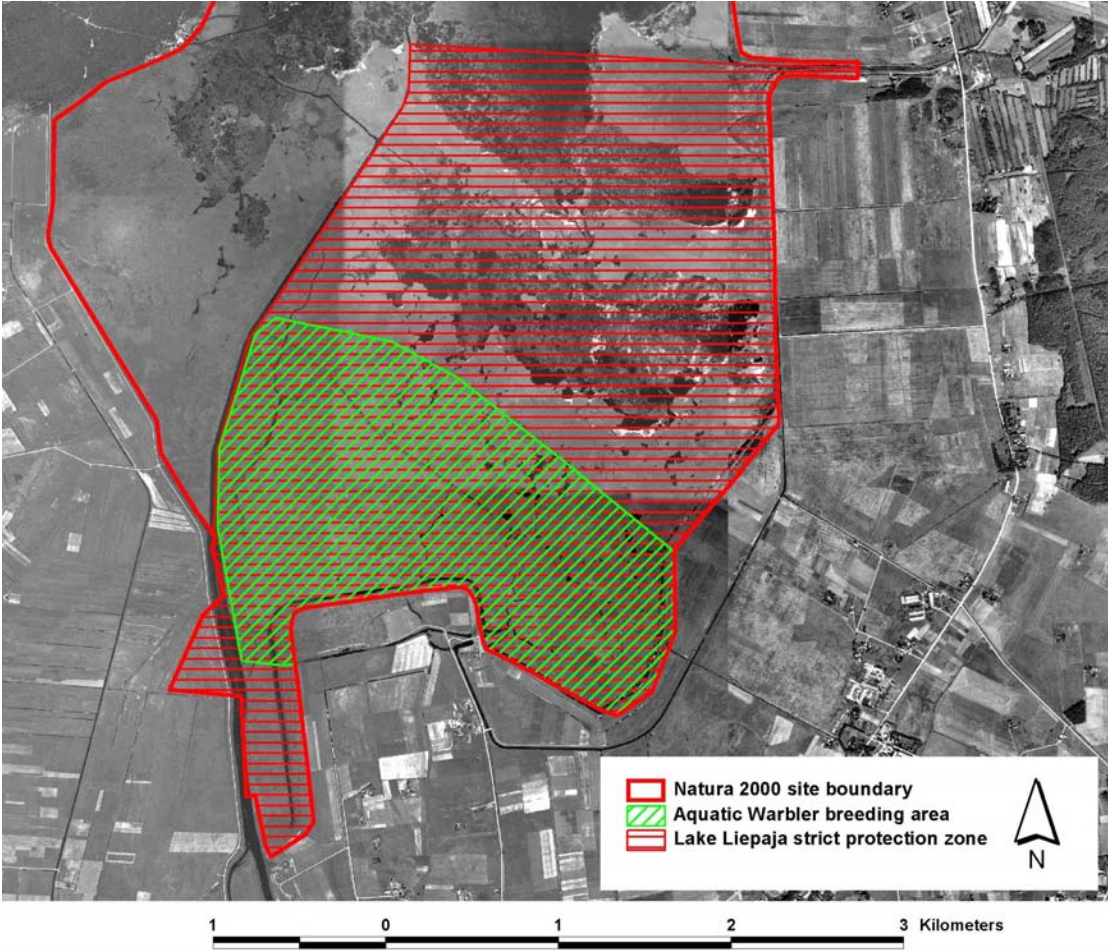 Natura 2000 site boundary
Aquatic Warbler breeding area
Lake Liepaja strict protection zone
N
1 0 1 2 3 Kilometers